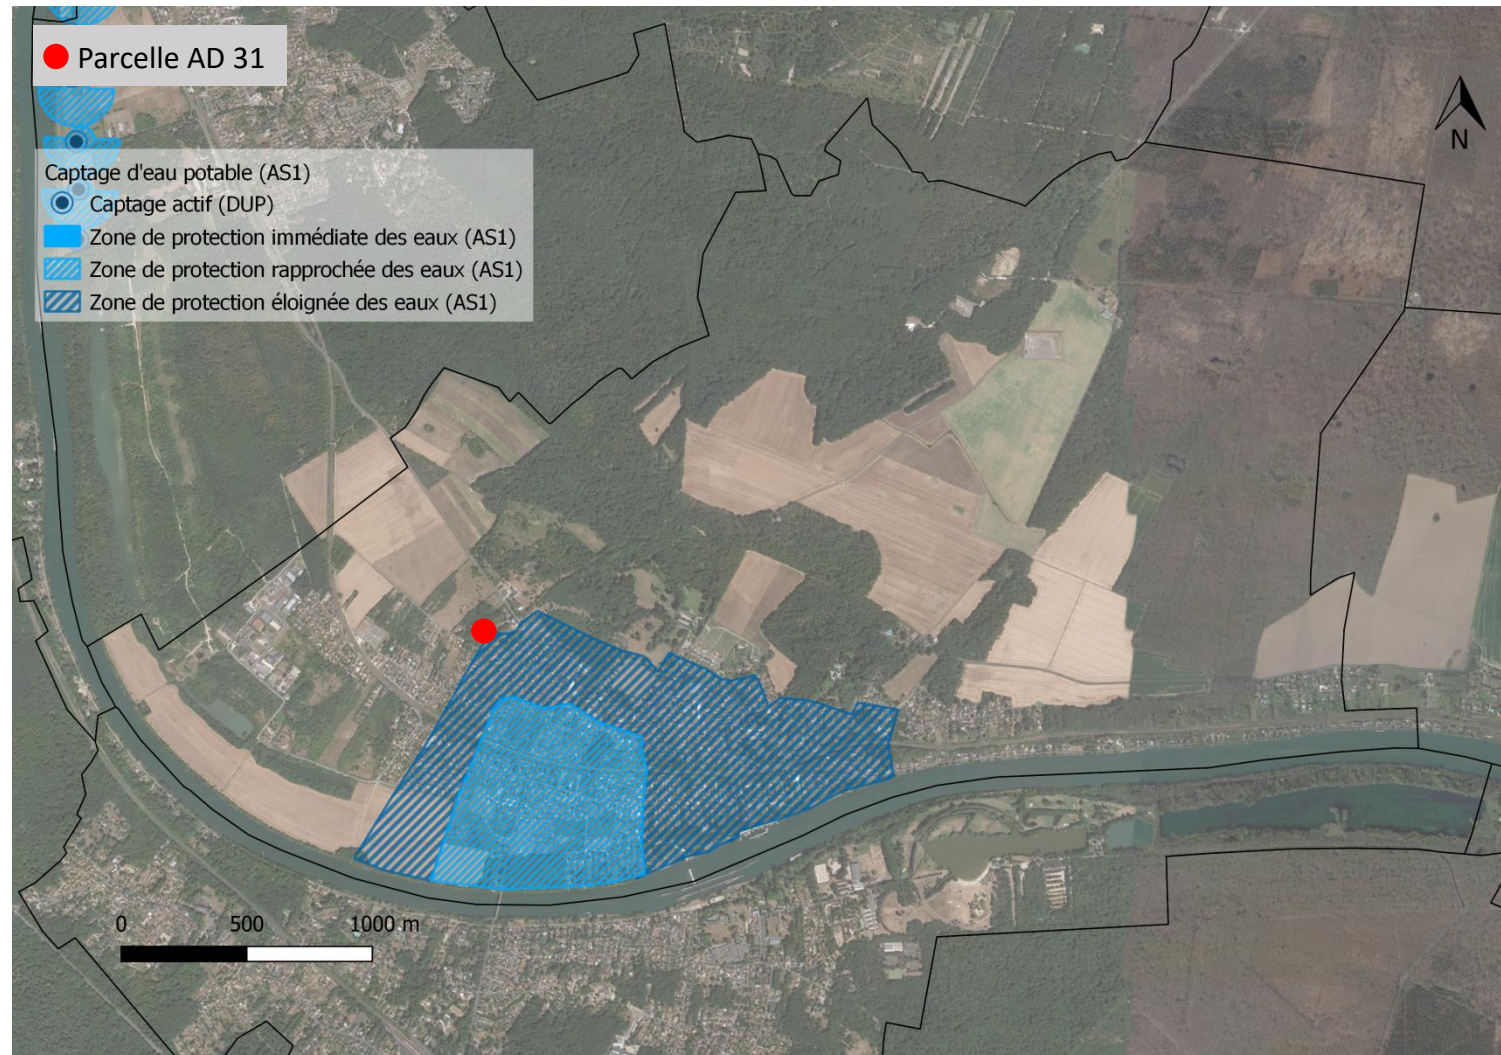 Parcelle AD 31
N
Captage d'eau potable (AS1)
Captage actif (DUP)
Zone de protection immédiate des eaux (AS1)
Zone de protection rapprochée des eaux (AS1)
Zone de protection éloignée des eaux (AS1)
0 500 1000 m